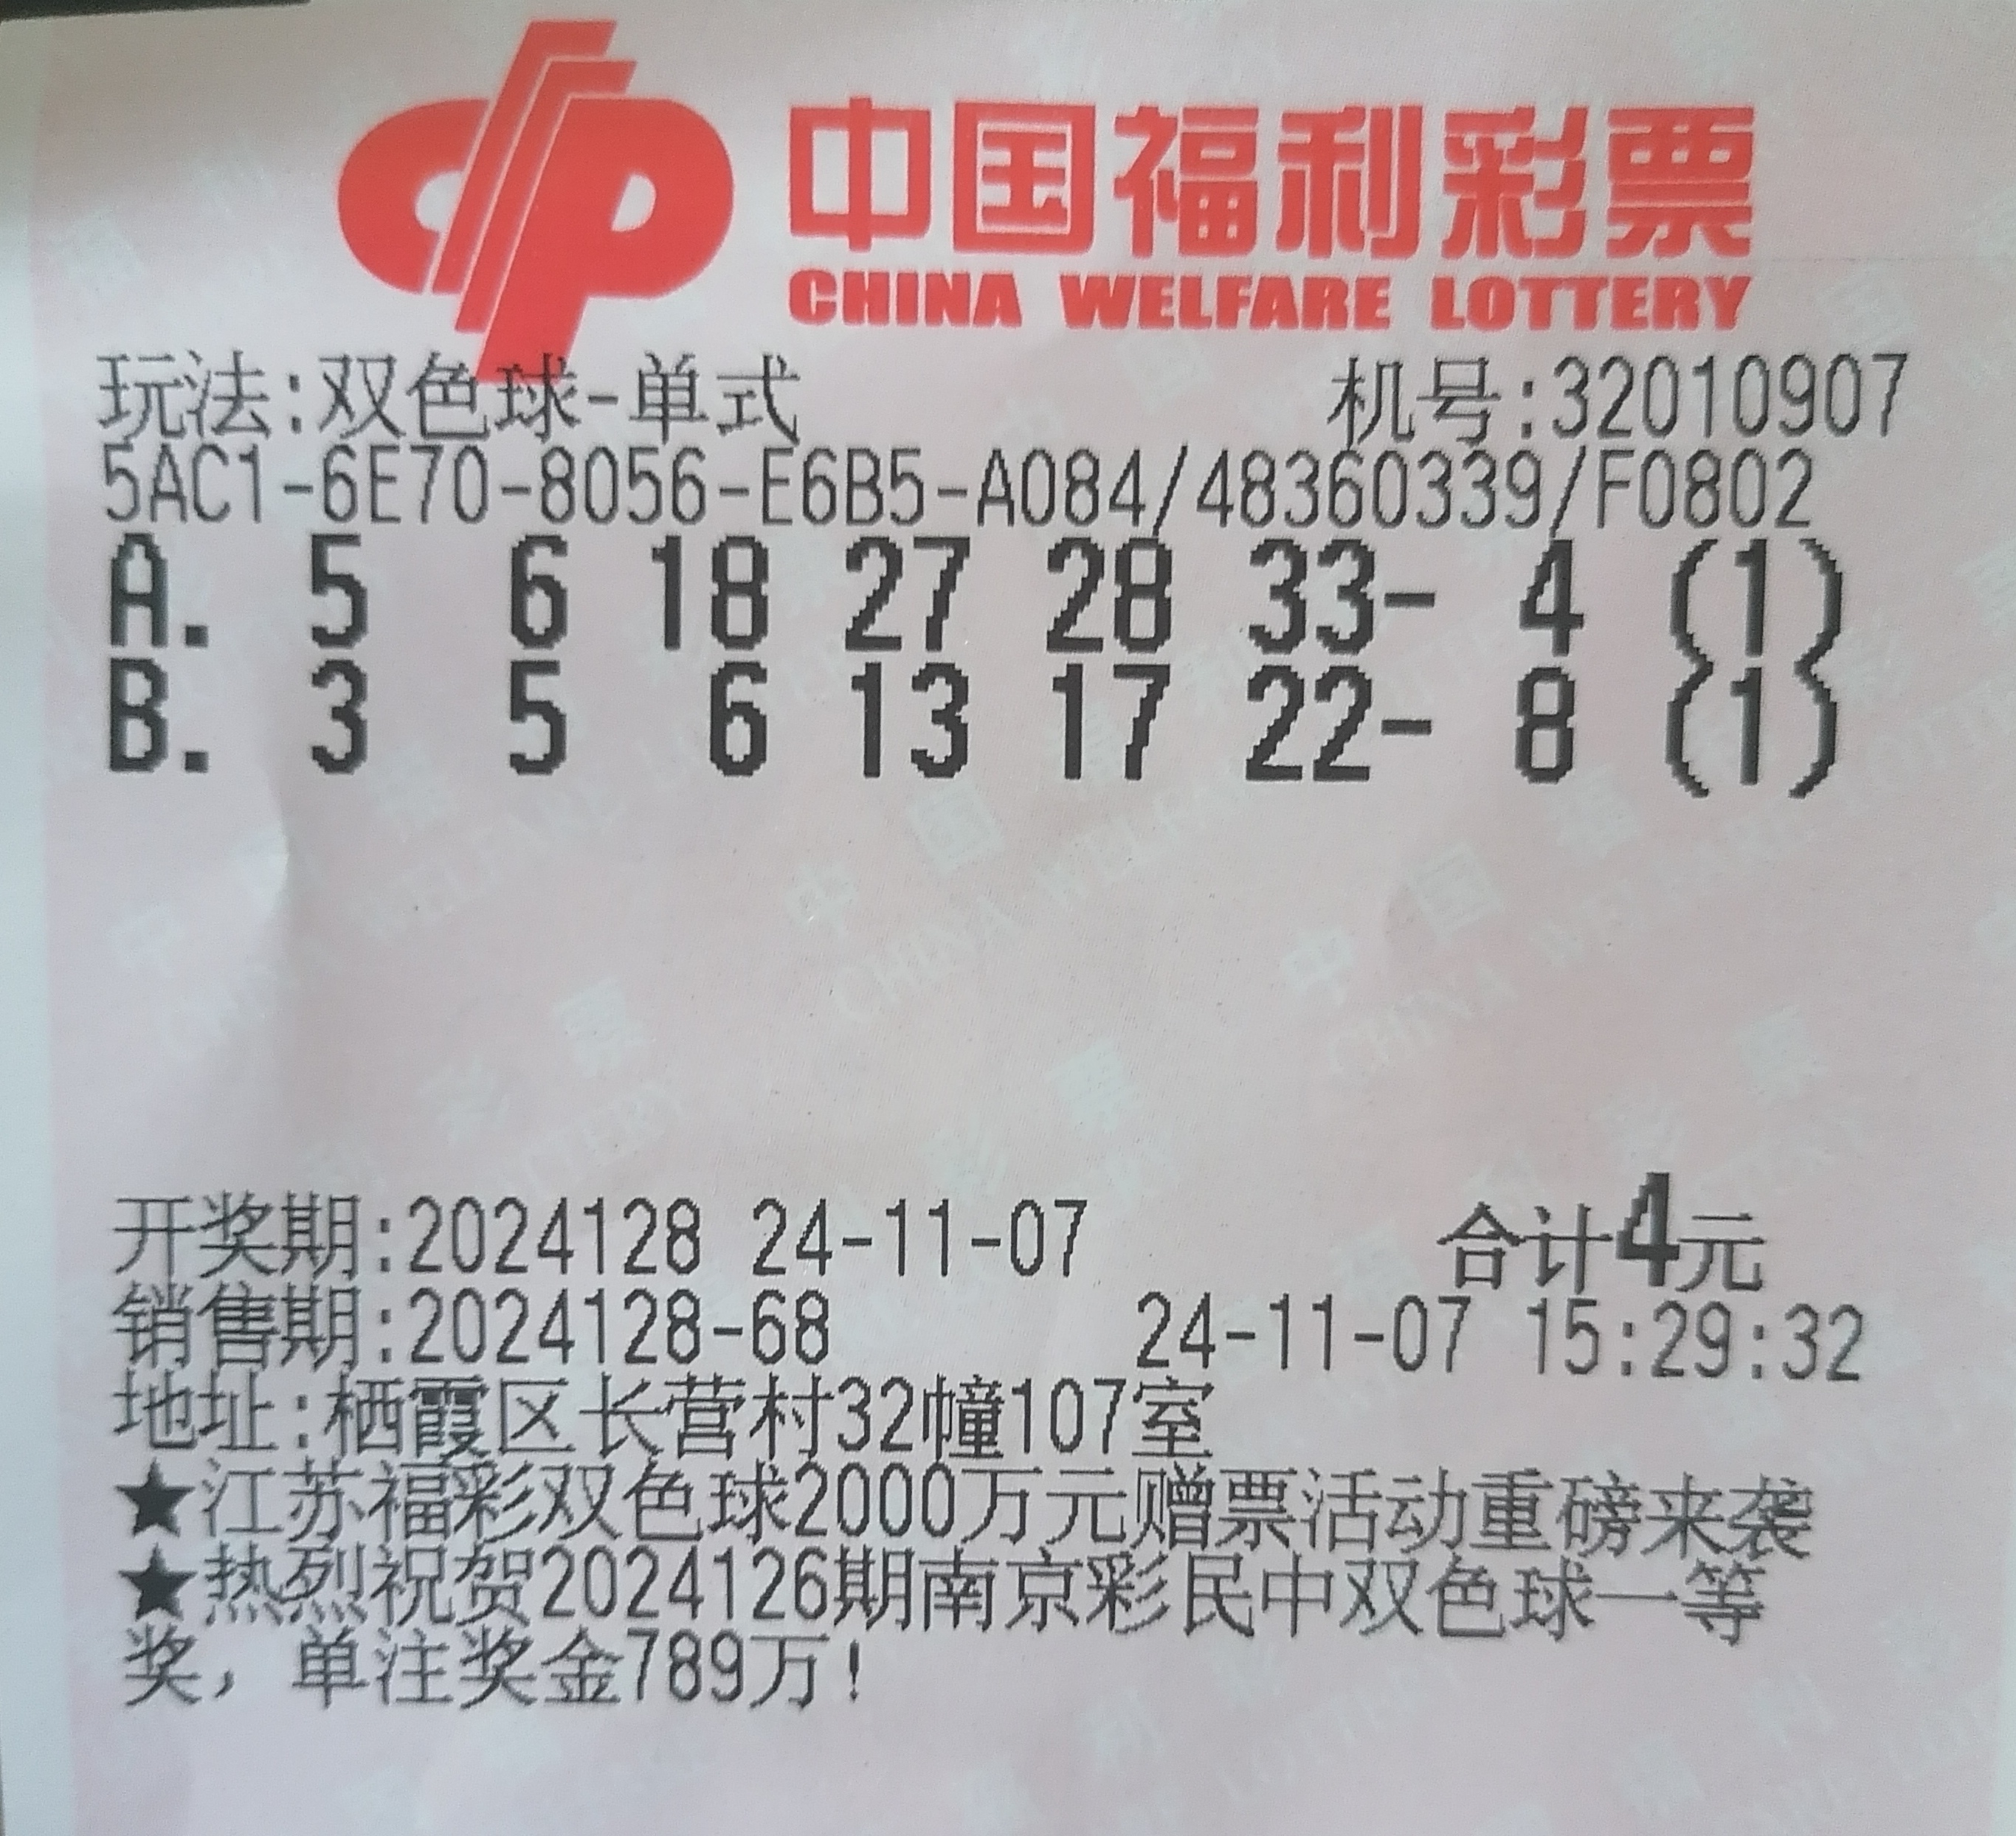 中国福利彩票
CHINA WELFARE LOTTERY
玩法:双色球-单式 机号:32010907
5AC1-6E70-8056-E6B5-A084/48360339/F0802
A. 5 6 18 27 28 33- 4 (1)
B. 3 5 6 13 17 22- 8 (1)
开奖期:2024128 24-11-07 合计4元
销售期:2024128-68 24-11-07 15:29:32
地址:栖霞区长营村32幢107室
★江苏福彩双色球2000万元赠票活动重磅来袭
★热烈祝贺2024126期南京彩民中双色球一等
奖，单注奖金789万!